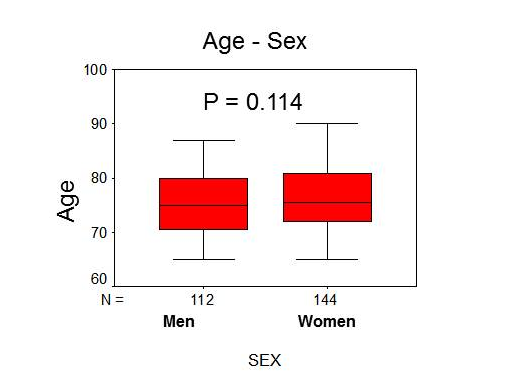 Age - Sex
P = 0.114
100
90
80
70
60
Age
N = 112 144
Men Women
SEX